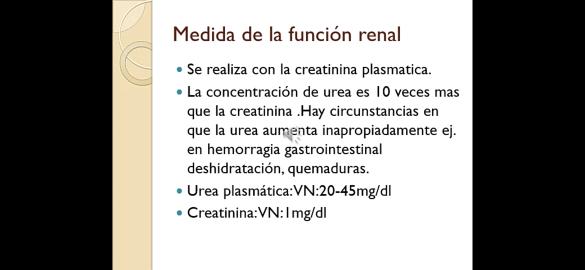 Medida de la función renal
Se realiza con la creatinina plasmatica.
La concentración de urea es 10 veces mas
que la creatinina .Hay circunstancias en
que la urea aumenta inapropiadamente ej.
en hemorragia gastrointestinal
deshidratación, quemaduras.
Urea plasmática:VN:20-45mg/dl
Creatinina:VN:1mg/dl